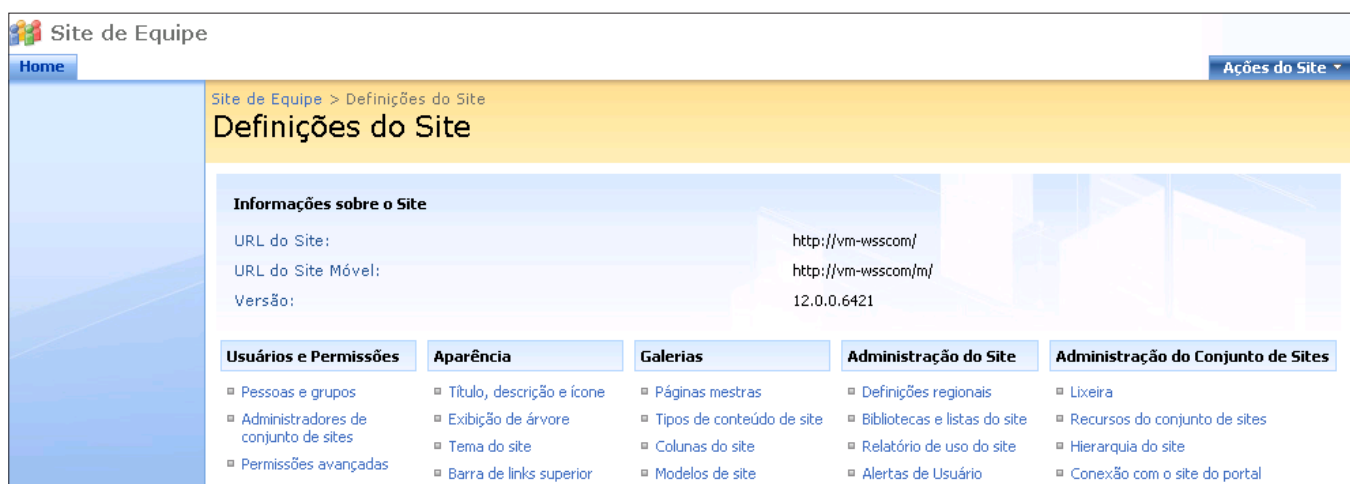 Site de Equipe
Home
Ações do Site
Site de Equipe > Definições do Site
Definições do Site
Informações sobre o Site
URL do Site: http://vm-wsscom/
URL do Site Móvel: http://vm-wsscom/m/
Versão: 12.0.0.6421
Usuários e Permissões
Pessoas e grupos
Administradores de
conjunto de sites
Permissões avançadas
Aparência
Título, descrição e ícone
Exibição de árvore
Tema do site
Barra de links superior
Galerias
Páginas mestras
Tipos de conteúdo de site
Colunas do site
Modelos de site
Administração do Site
Definições regionais
Bibliotecas e listas do site
Relatório de uso do site
Alertas de Usuário
Administração do Conjunto de Sites
Lixeira
Recursos do conjunto de sites
Hierarquia do site
Conexão com o site do portal